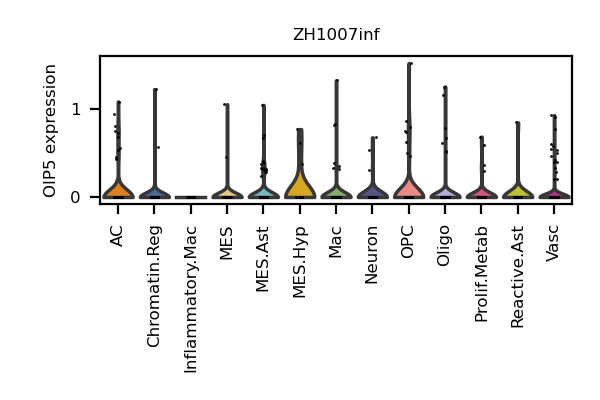 ZH1007inf
OIP5 expression
1
0
AC
Chromatin.Reg
Inflammatory.Mac
MES
MES.Ast
MES.Hyp
Mac
Neuron
OPC
Oligo
Prolif.Metab
Reactive.Ast
Vasc